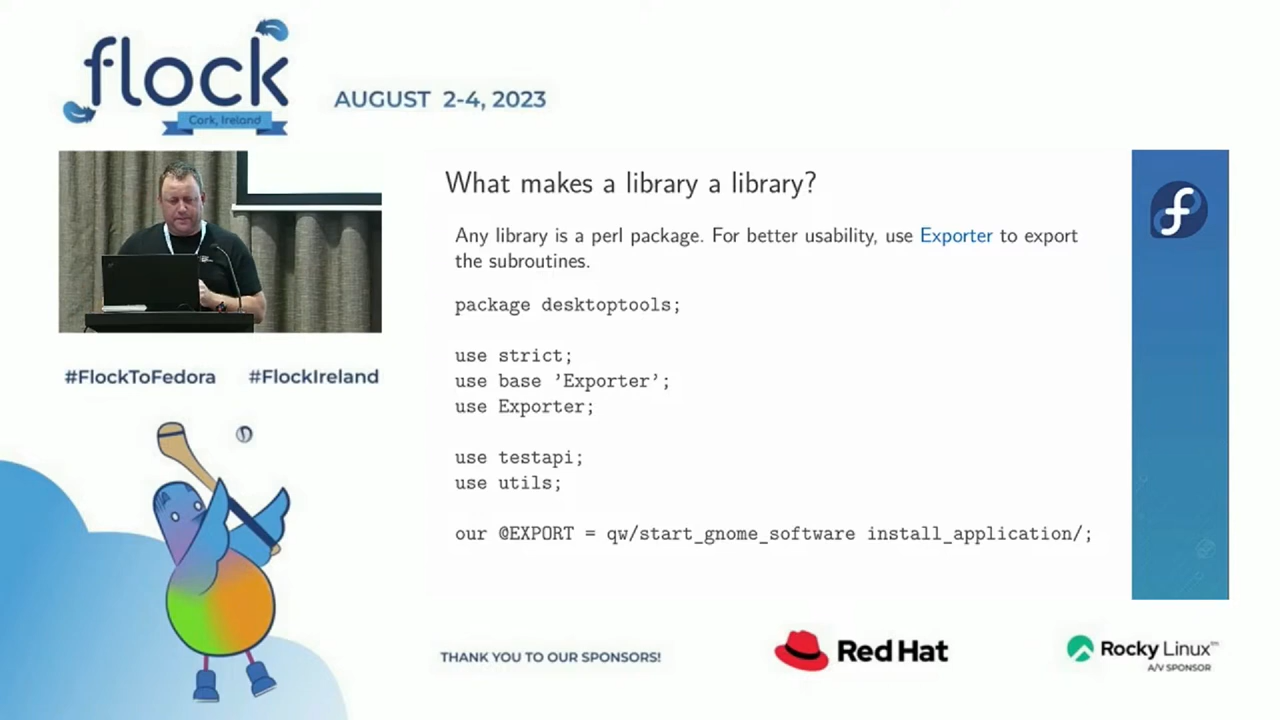 flock
Cork, Ireland
AUGUST 2-4, 2023
What makes a library a library?
Any library is a perl package. For better usability, use Exporter to export
the subroutines.
package desktoptools;
use strict;
use base 'Exporter';
use Exporter;
use testapi;
use utils;
our @EXPORT = qw/start_gnome_software install_application/;
#FlockToFedora #FlockIreland
THANK YOU TO OUR SPONSORS!
Red Hat
Rocky Linux™
A/V SPONSOR